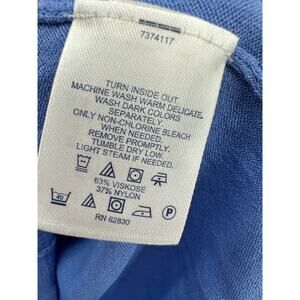 7374117
TURN INSIDE OUT.
MACHINE WASH WARM DELICATE.
WASH DARK COLORS
SEPARATELY.
ONLY NON-CHLORINE BLEACH
WHEN NEEDED.
REMOVE PROMPTLY.
TUMBLE DRY LOW.
LIGHT STEAM IF NEEDED.
63% VISKOSE
37% NYLON
40 P
RN 62830